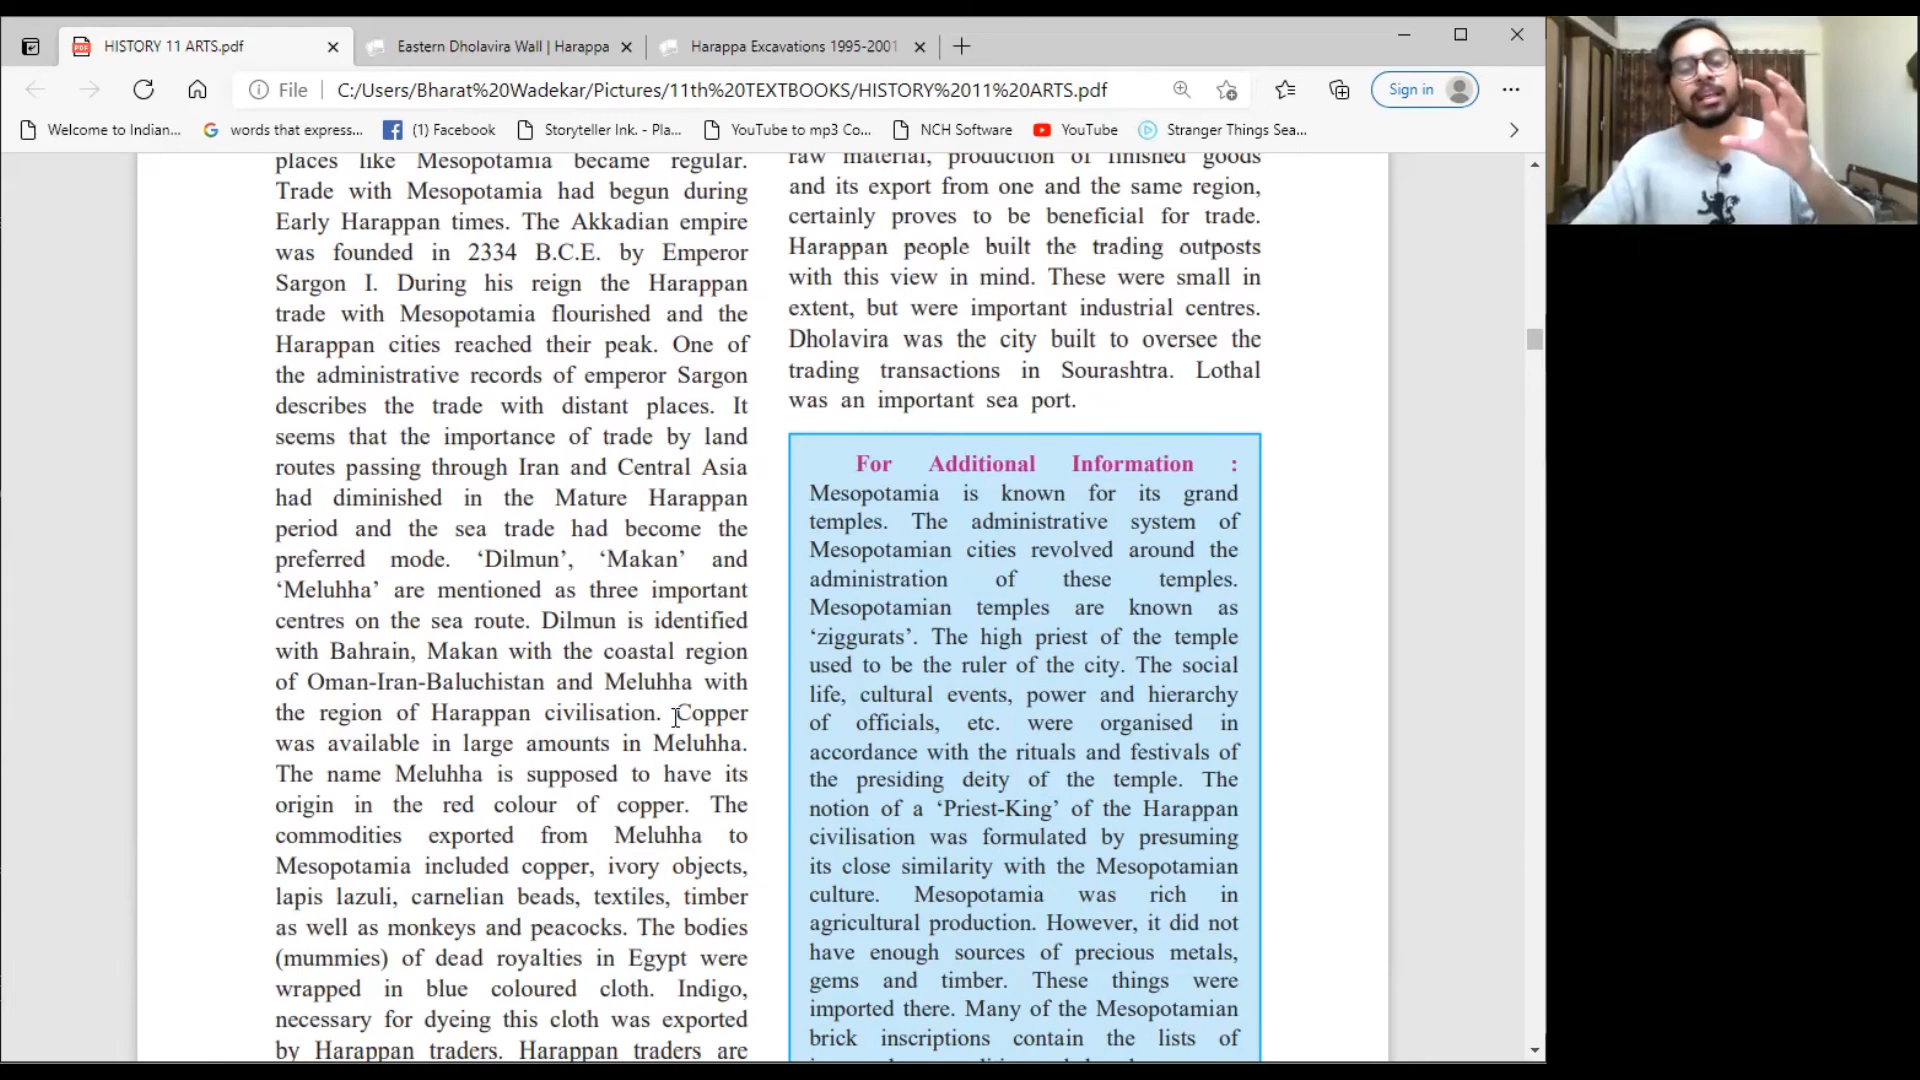 HISTORY 11 ARTS.pdf
Eastern Dholavira Wall | Harappa
Harappa Excavations 1995-2001
File
C:/Users/Bharat%20Wadekar/Pictures/11th%20TEXTBOOKS/HISTORY%2011%20ARTS.pdf
Sign in
Welcome to Indian...
words that express...
(1) Facebook
Storyteller Ink. - Pla...
YouTube to mp3 Co...
NCH Software
YouTube
Stranger Things Sea...
places like Mesopotamia became regular.
Trade with Mesopotamia had begun during
Early Harappan times. The Akkadian empire
was founded in 2334 B.C.E. by Emperor
Sargon I. During his reign the Harappan
trade with Mesopotamia flourished and the
Harappan cities reached their peak. One of
the administrative records of emperor Sargon
describes the trade with distant places. It
seems that the importance of trade by land
routes passing through Iran and Central Asia
had diminished in the Mature Harappan
period and the sea trade had become the
preferred mode. ‘Dilmun’, ‘Makan’ and
‘Meluhha’ are mentioned as three important
centres on the sea route. Dilmun is identified
with Bahrain, Makan with the coastal region
of Oman-Iran-Baluchistan and Meluhha with
the region of Harappan civilisation. Copper
was available in large amounts in Meluhha.
The name Meluhha is supposed to have its
origin in the red colour of copper. The
commodities exported from Meluhha to
Mesopotamia included copper, ivory objects,
lapis lazuli, carnelian beads, textiles, timber
as well as monkeys and peacocks. The bodies
(mummies) of dead royalties in Egypt were
wrapped in blue coloured cloth. Indigo,
necessary for dyeing this cloth was exported
by Harappan traders. Harappan traders are
raw material, production of finished goods
and its export from one and the same region,
certainly proves to be beneficial for trade.
Harappan people built the trading outposts
with this view in mind. These were small in
extent, but were important industrial centres.
Dholavira was the city built to oversee the
trading transactions in Sourashtra. Lothal
was an important sea port.
For Additional Information :
Mesopotamia is known for its grand
temples. The administrative system of
Mesopotamian cities revolved around the
administration of these temples.
Mesopotamian temples are known as
‘ziggurats’. The high priest of the temple
used to be the ruler of the city. The social
life, cultural events, power and hierarchy
of officials, etc. were organised in
accordance with the rituals and festivals of
the presiding deity of the temple. The
notion of a ‘Priest-King’ of the Harappan
civilisation was formulated by presuming
its close similarity with the Mesopotamian
culture. Mesopotamia was rich in
agricultural production. However, it did not
have enough sources of precious metals,
gems and timber. These things were
imported there. Many of the Mesopotamian
brick inscriptions contain the lists of